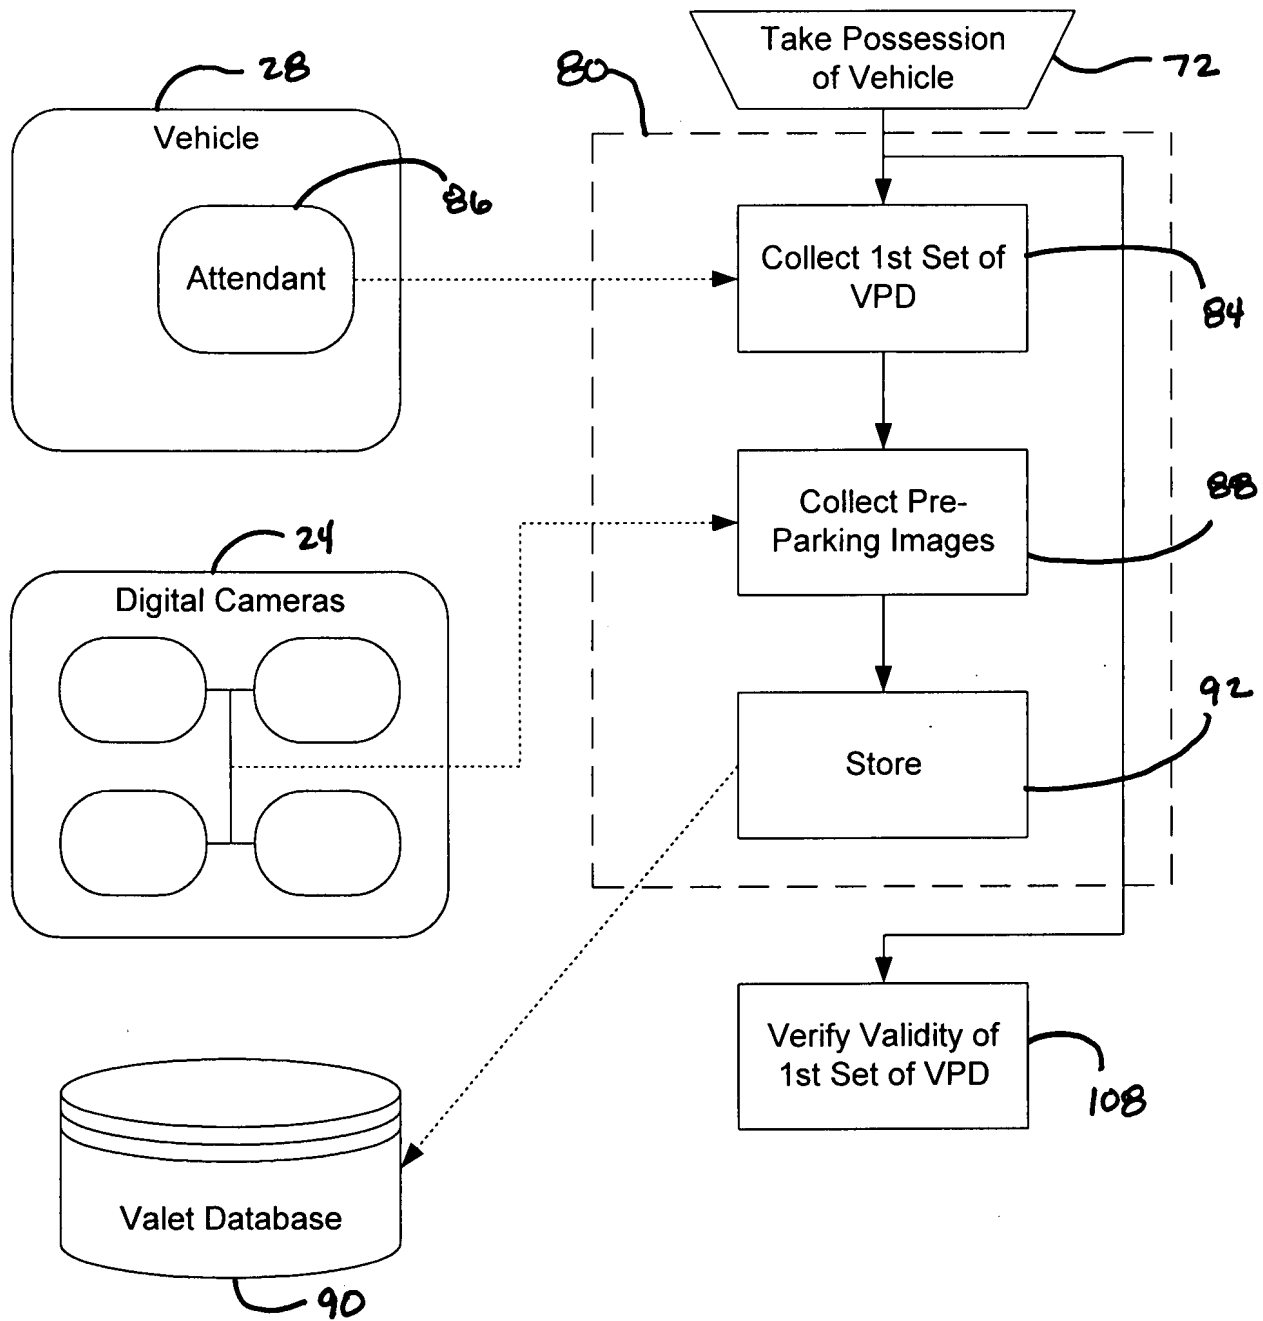 Take Possession
of Vehicle
72
80
28
Vehicle
86
Attendant
Collect 1st Set of
VPD
84
Collect Pre-
Parking Images
88
24
Digital Cameras
92
Store
Verify Validity of
1st Set of VPD
108
Valet Database
90